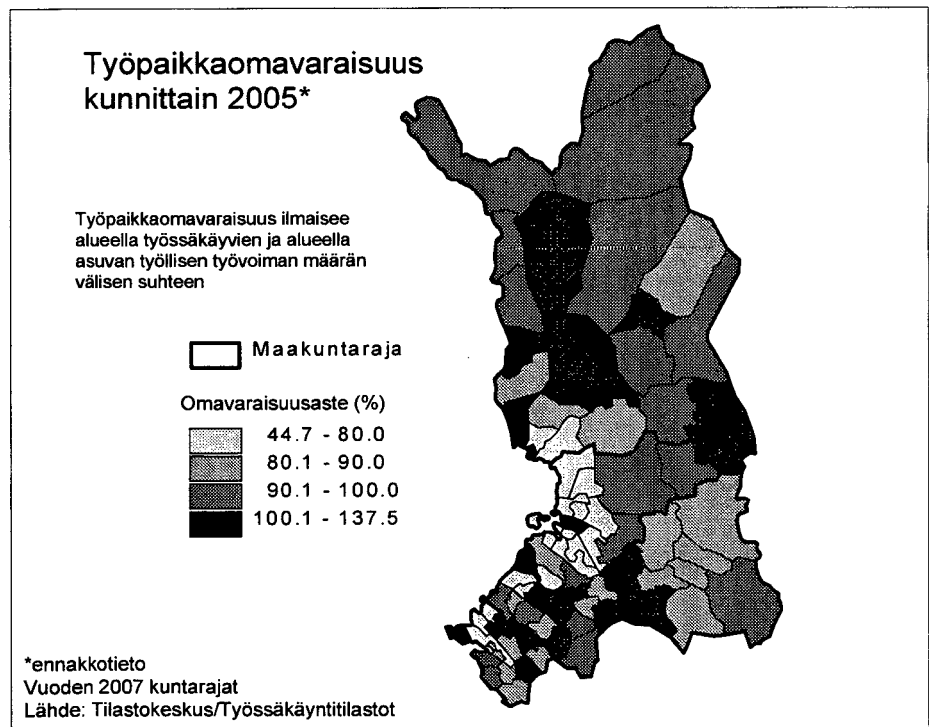 Työpaikkaomavaraisuus
kunnittain 2005*
Työpaikkaomavaraisuus ilmaisee
alueella työssäkäyvien ja alueella
asuvan työllisen työvoiman määrän
välisen suhteen
Maakuntaraja
Omavaraisuusaste (%)
44.7 - 80.0
80.1 - 90.0
90.1 - 100.0
100.1 - 137.5
*ennakkotieto
Vuoden 2007 kuntarajat
Lähde: Tilastokeskus/Työssäkäyntitilastot